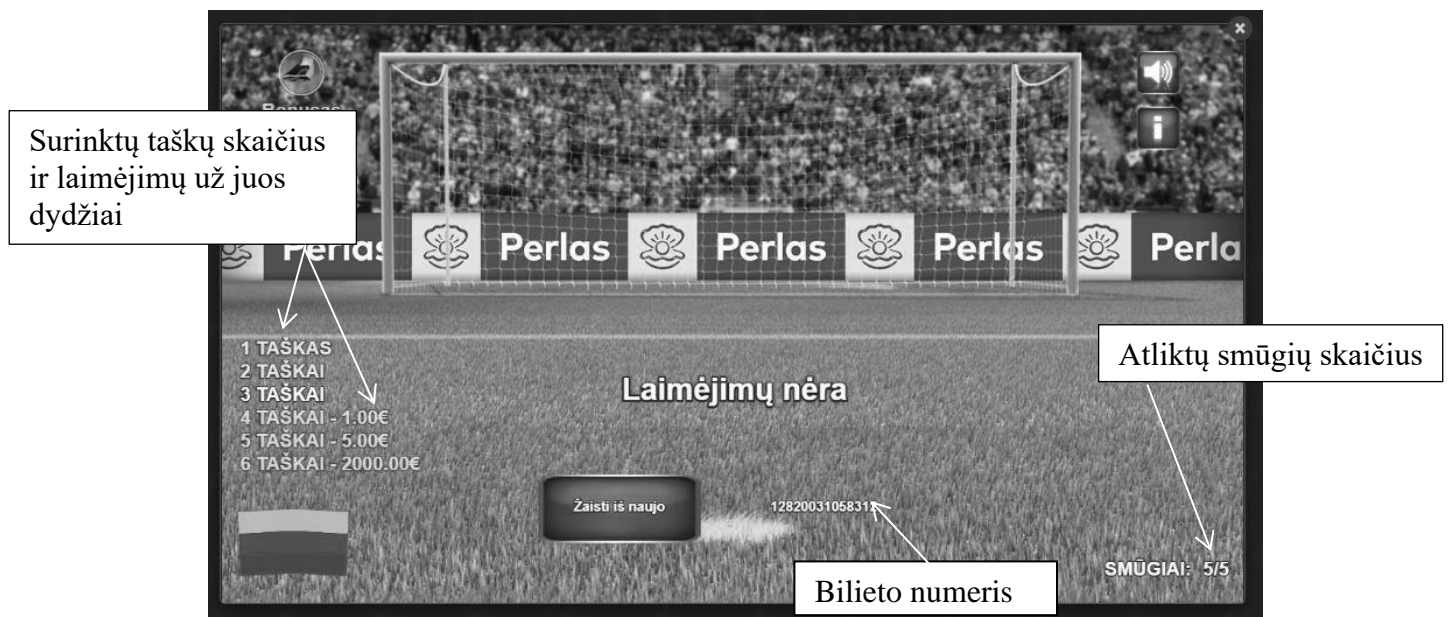 Bonusas:
Surinktų taškų skaičius
ir laimėjimų už juos
dydžiai
Perlas Perlas Perlas Perlas Perla
1 TAŠKAS
2 TAŠKAI
3 TAŠKAI
4 TAŠKAI - 1.00€
5 TAŠKAI - 5.00€
6 TAŠKAI - 2000.00€
Atliktų smūgių skaičius
Laimėjimų nėra
Žaisti iš naujo
Bilieto numeris
SMŪGIAI: 5/5